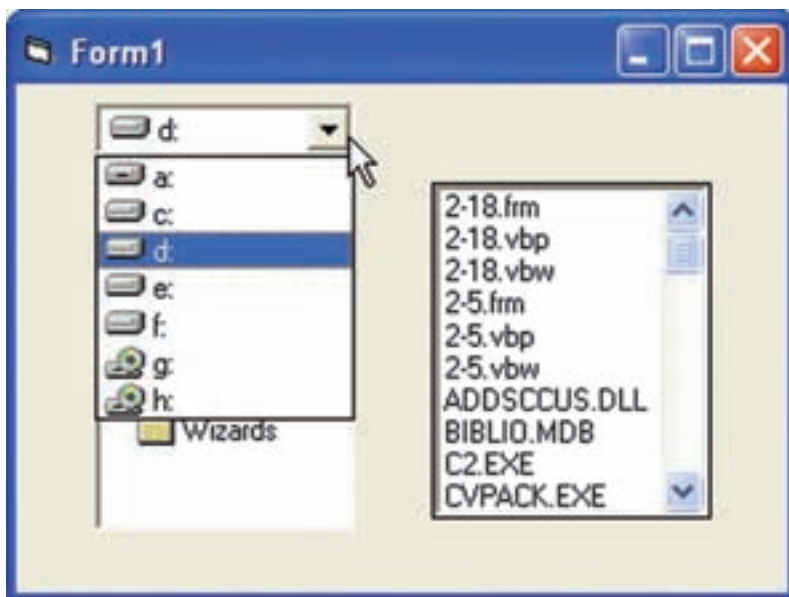 Form1
d:
a:
c:
d:
e:
f:
g:
h:
Wizards
2-18.frm
2-18.vbp
2-18.vbw
2-5.frm
2-5.vbp
2-5.vbw
ADDSCCUS.DLL
BIBLIO.MDB
C2.EXE
CVPACK.EXE